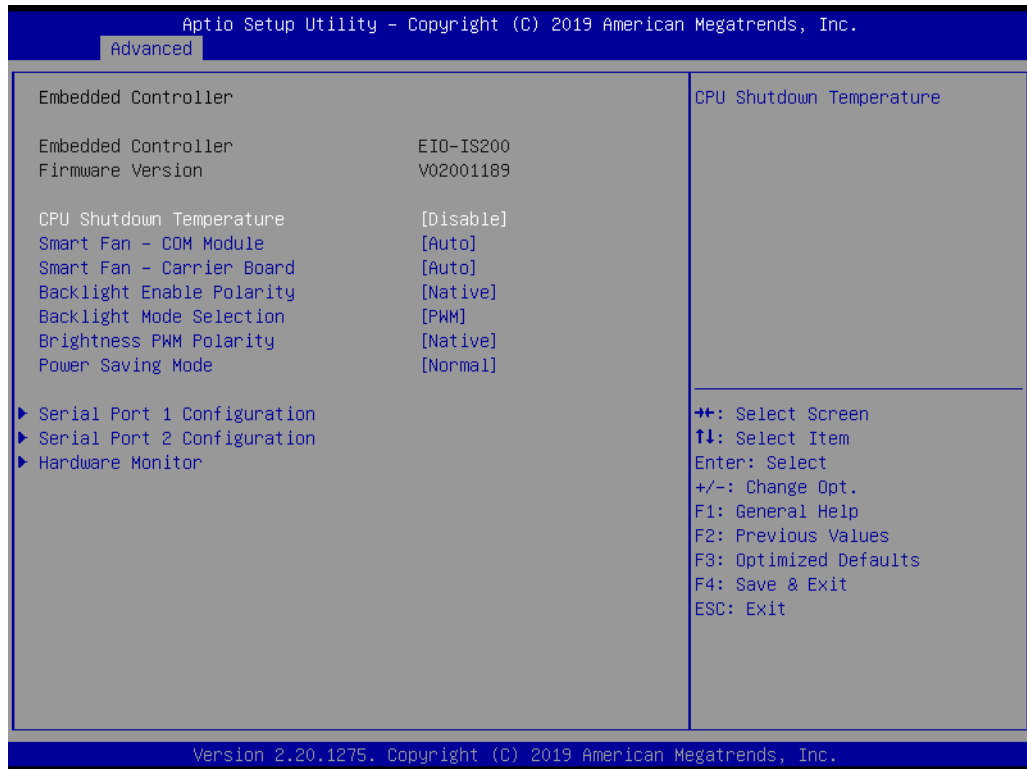 Aptio Setup Utility – Copyright (C) 2019 American Megatrends, Inc.
Advanced
Embedded Controller
Embedded Controller EIO-IS200
Firmware Version V02001189
CPU Shutdown Temperature [Disable]
Smart Fan – COM Module [Auto]
Smart Fan – Carrier Board [Auto]
Backlight Enable Polarity [Native]
Backlight Mode Selection [PWM]
Brightness PWM Polarity [Native]
Power Saving Mode [Normal]
▶ Serial Port 1 Configuration
▶ Serial Port 2 Configuration
▶ Hardware Monitor
CPU Shutdown Temperature
→←: Select Screen
↑↓: Select Item
Enter: Select
+/-: Change Opt.
F1: General Help
F2: Previous Values
F3: Optimized Defaults
F4: Save & Exit
ESC: Exit
Version 2.20.1275. Copyright (C) 2019 American Megatrends, Inc.